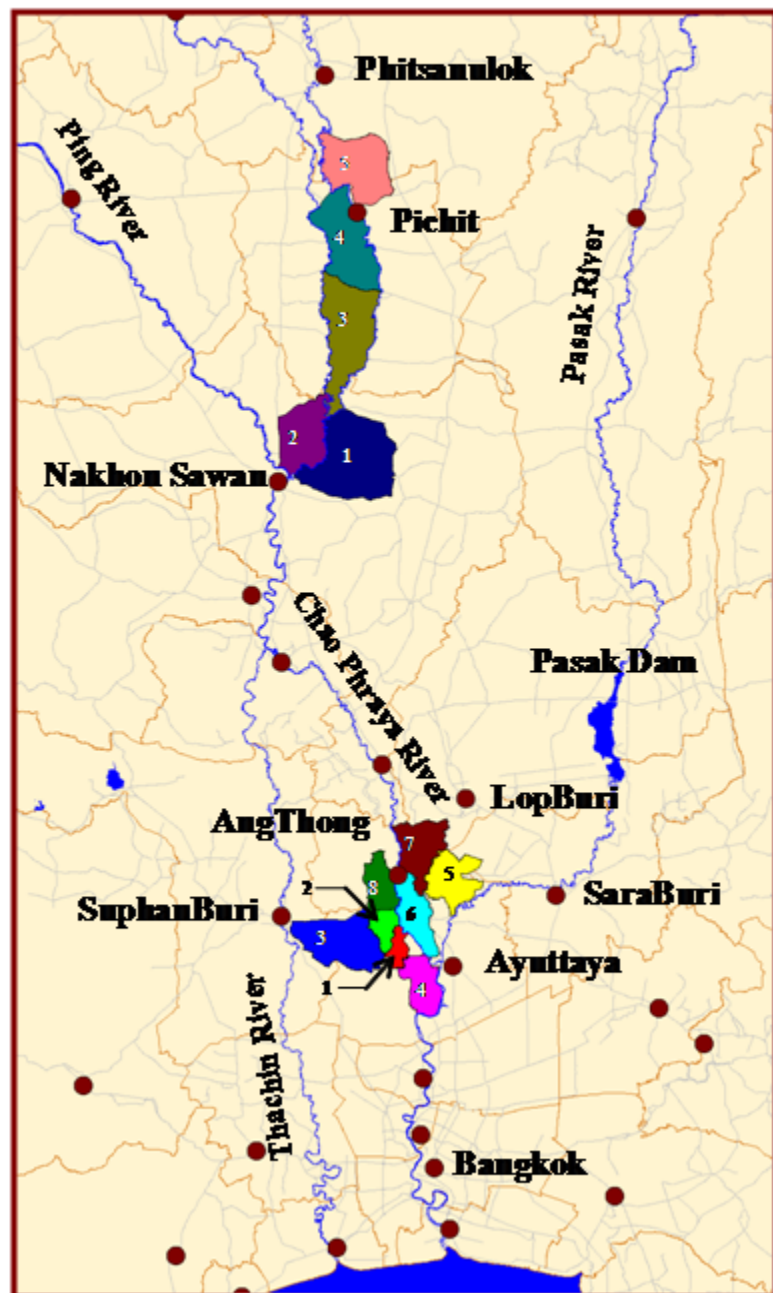 Phitsanulok
Ping River
Pichit
4
Pasak River
3
2
1
Nakhon Sawan
Chao Phraya River
Pasak Dam
LopBuri
AngThong
7
5
8
2
SaraBuri
SuphanBuri
6
3
Ayuttaya
1
4
Thachin River
Bangkok